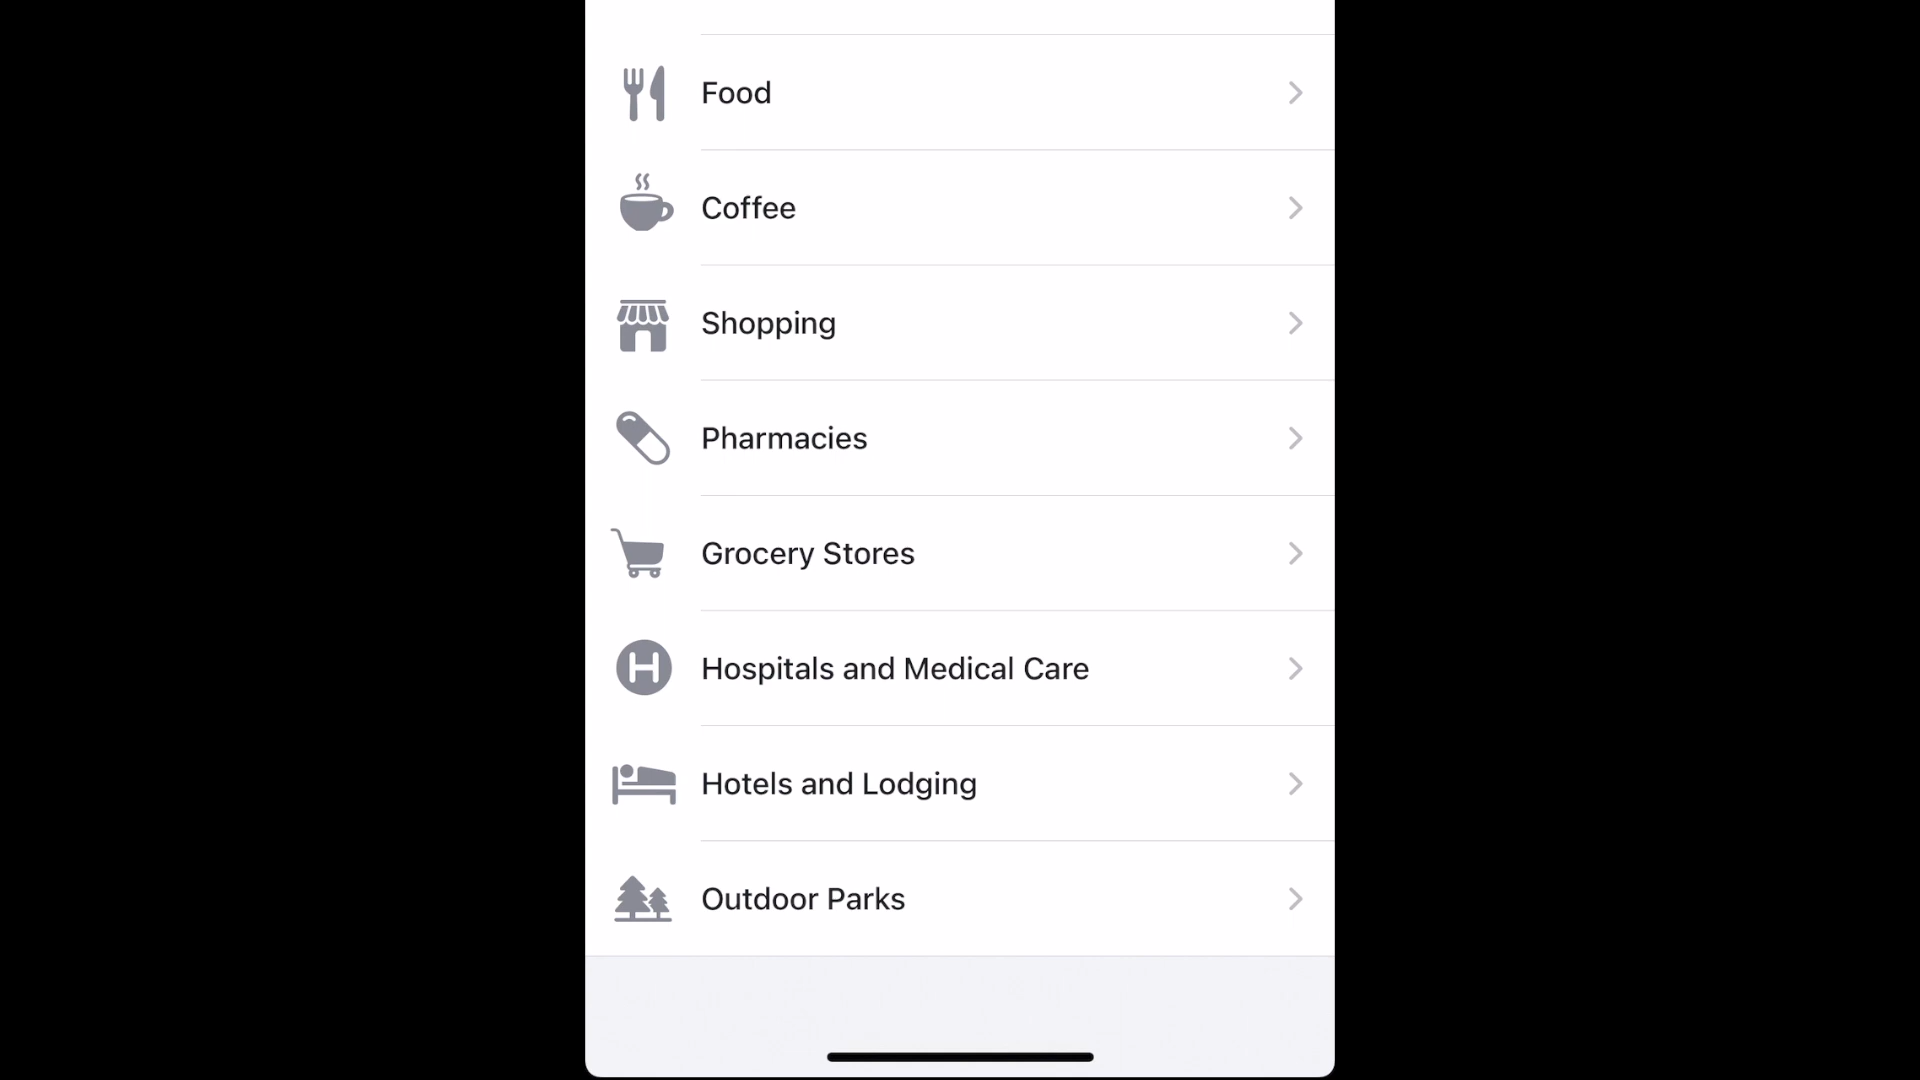 Food
Coffee
Shopping
Pharmacies
Grocery Stores
H
Hospitals and Medical Care
Hotels and Lodging
Outdoor Parks